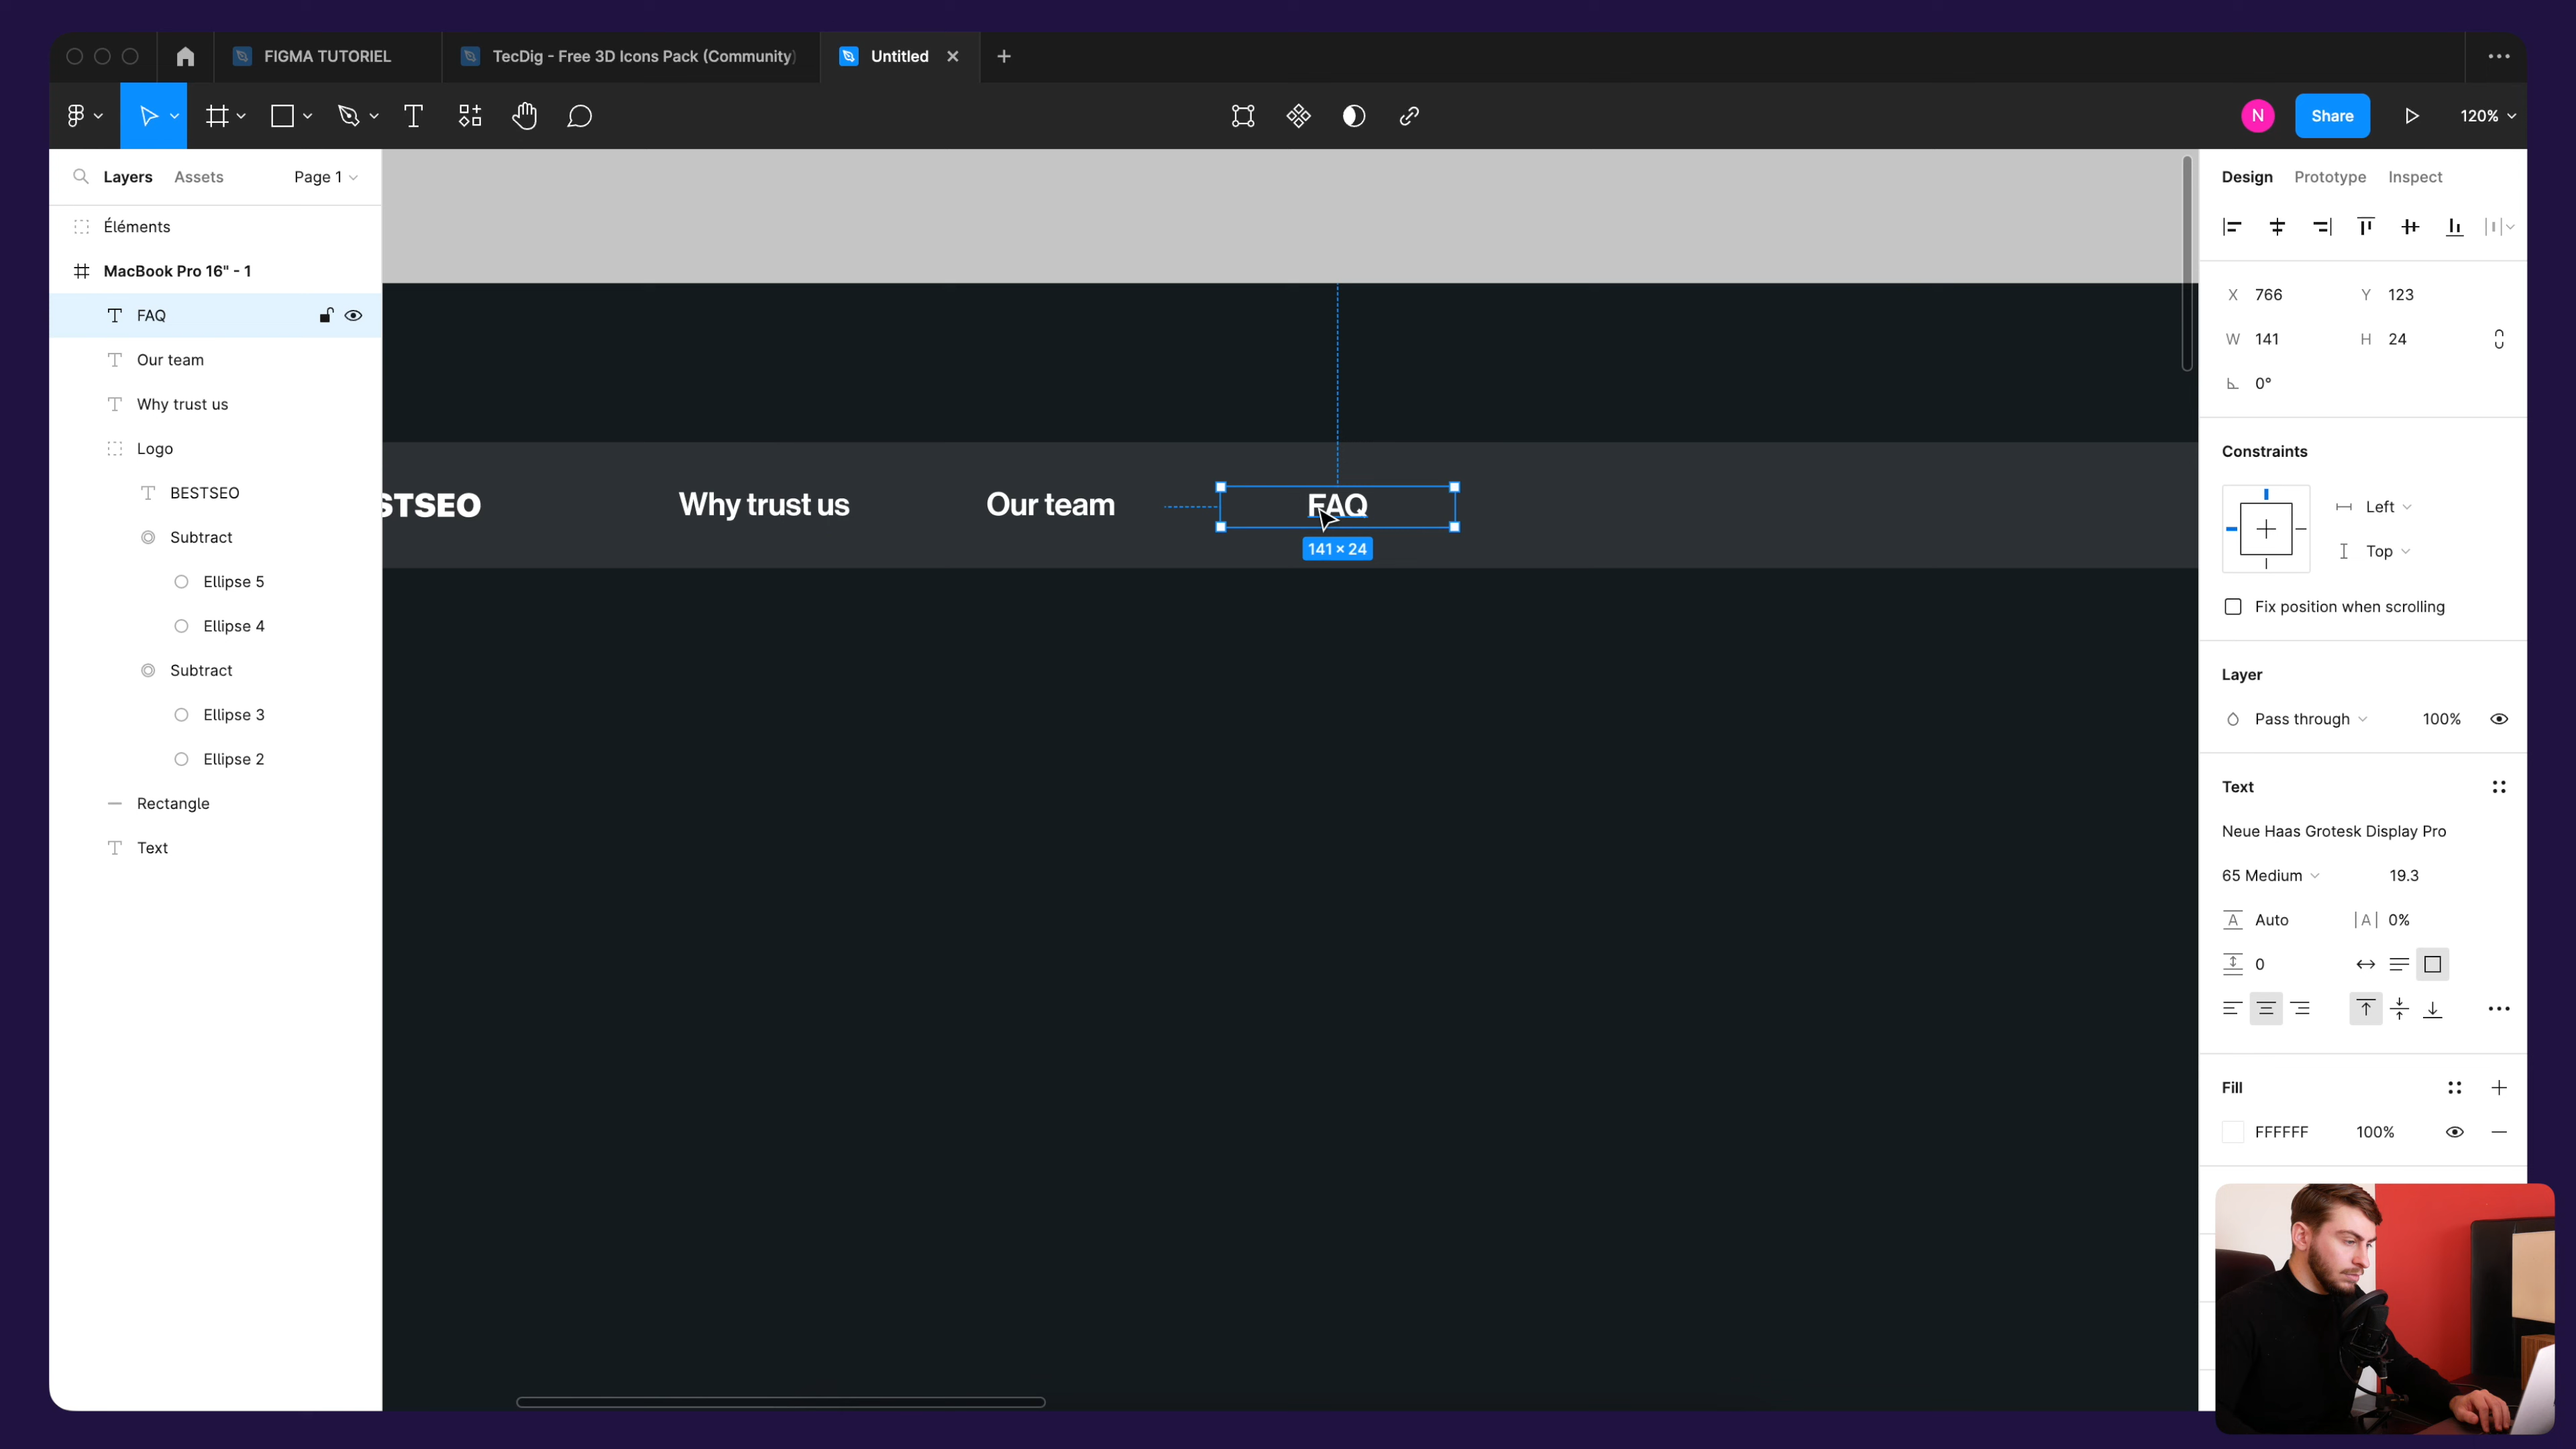 FIGMA TUTORIEL
TecDig - Free 3D Icons Pack (Community)
Untitled
N
Share
120%
Layers
Assets
Page 1
Éléments
MacBook Pro 16" - 1
FAQ
Our team
Why trust us
Logo
BESTSEO
Subtract
Ellipse 5
Ellipse 4
Subtract
Ellipse 3
Ellipse 2
Rectangle
Text
STSEO
Why trust us
Our team
FAQ
141 × 24
Design
Prototype
Inspect
X 766
Y 123
W 141
H 24
0°
Constraints
Left
Top
Fix position when scrolling
Layer
Pass through
100%
Text
Neue Haas Grotesk Display Pro
65 Medium
19.3
A Auto
|A| 0%
0
Fill
FFFFFF
100%